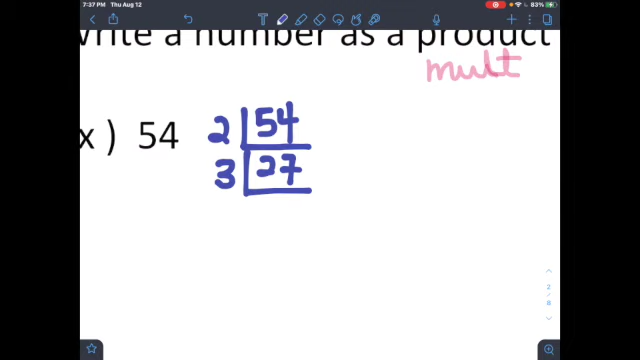 7:37 PM Thu Aug 12
83%
write a number as a product
mult
x ) 54
2 54
3 27
2
8